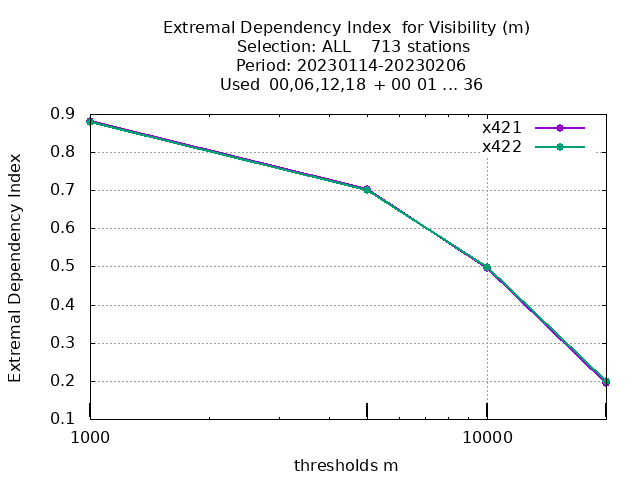 Extremal Dependency Index for Visibility (m)
Selection: ALL 713 stations
Period: 20230114-20230206
Used 00,06,12,18 + 00 01 ... 36
Extremal Dependency Index
0.9
0.8
0.7
0.6
0.5
0.4
0.3
0.2
0.1
x421
x422
1000 10000
thresholds m